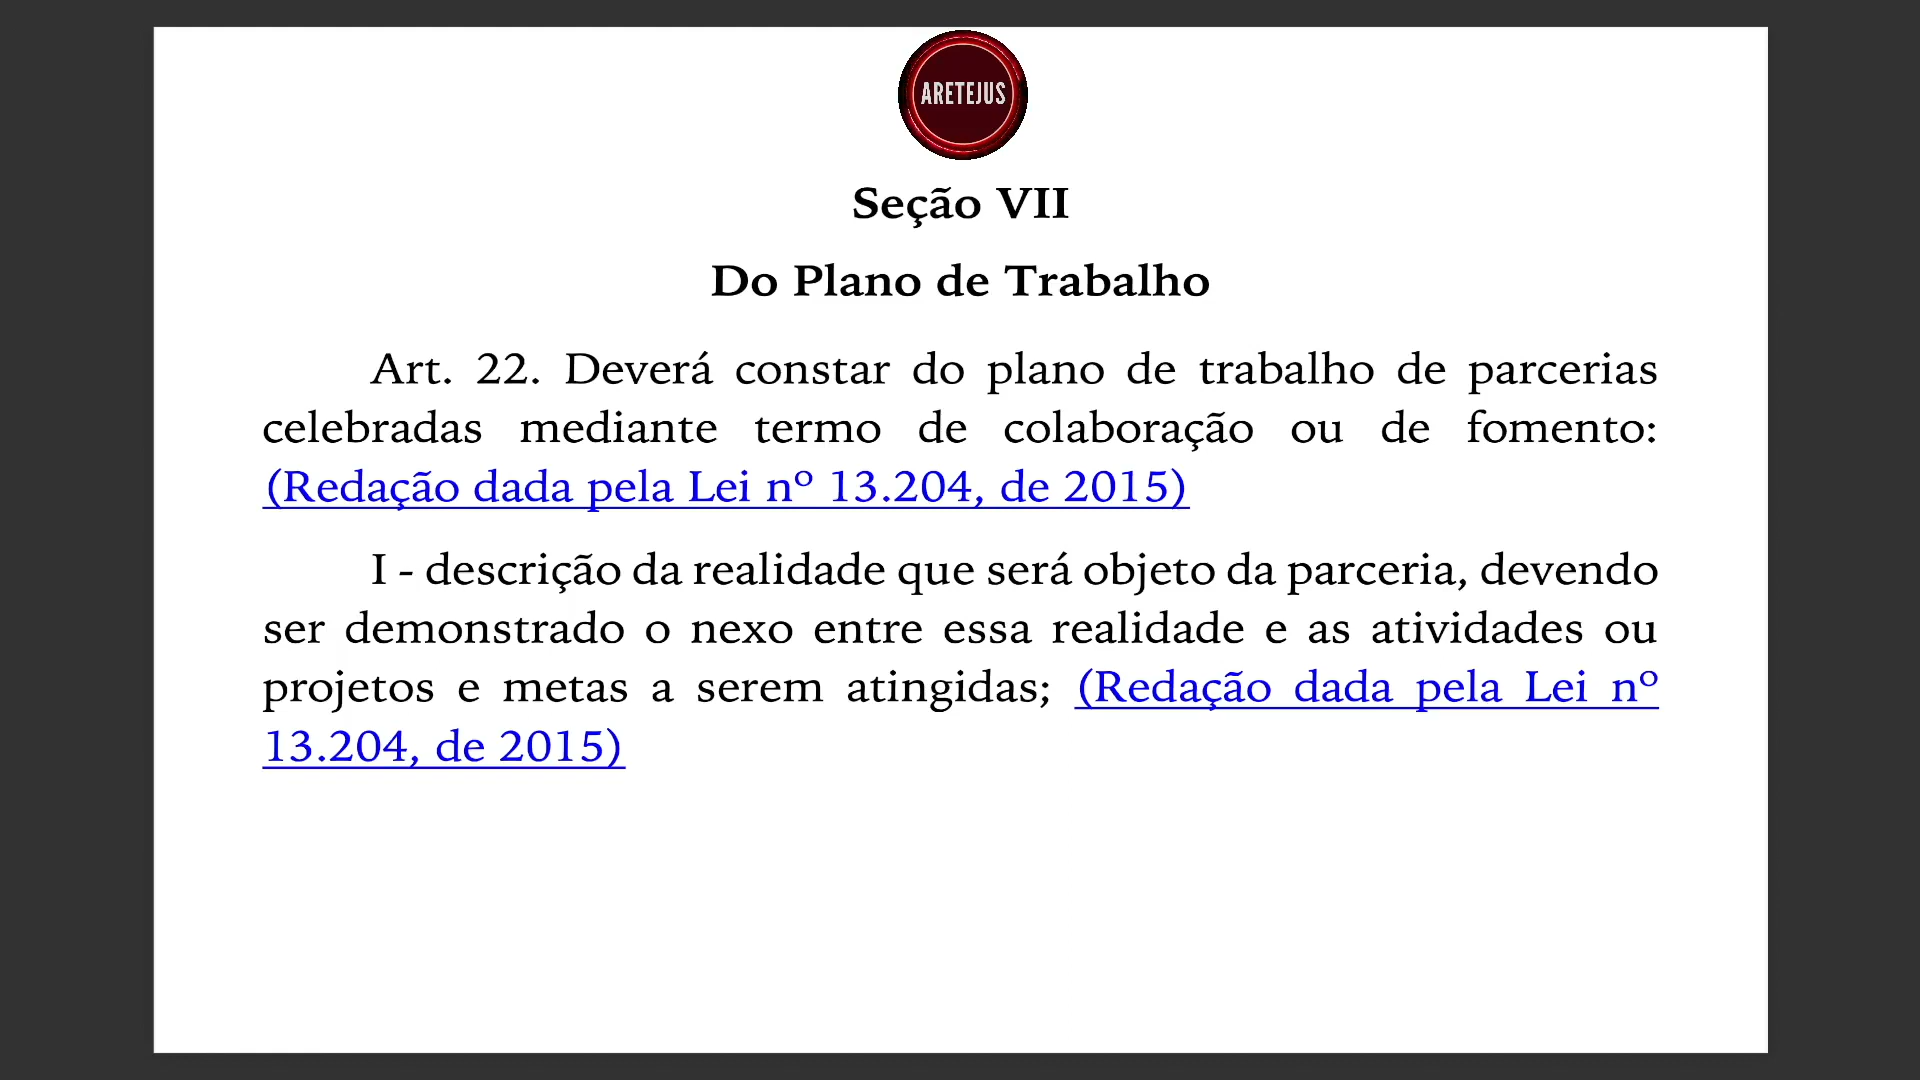 ARETEJUS
Seção VII
Do Plano de Trabalho
Art. 22. Deverá constar do plano de trabalho de parcerias
celebradas mediante termo de colaboração ou de fomento:
(Redação dada pela Lei nº 13.204, de 2015)
I - descrição da realidade que será objeto da parceria, devendo
ser demonstrado o nexo entre essa realidade e as atividades ou
projetos e metas a serem atingidas; (Redação dada pela Lei nº
13.204, de 2015)